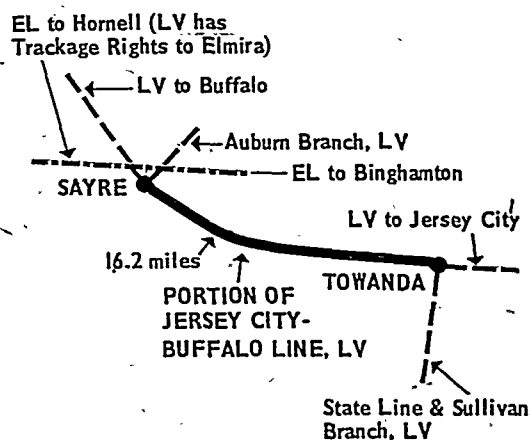 EL to Hornell (LV has
Trackage Rights to Elmira)
LV to Buffalo
Auburn Branch, LV
EL to Binghamton
SAYRE
LV to Jersey City
16.2 miles
TOWANDA
PORTION OF
JERSEY CITY-
BUFFALO LINE, LV
State Line & Sullivan
Branch, LV